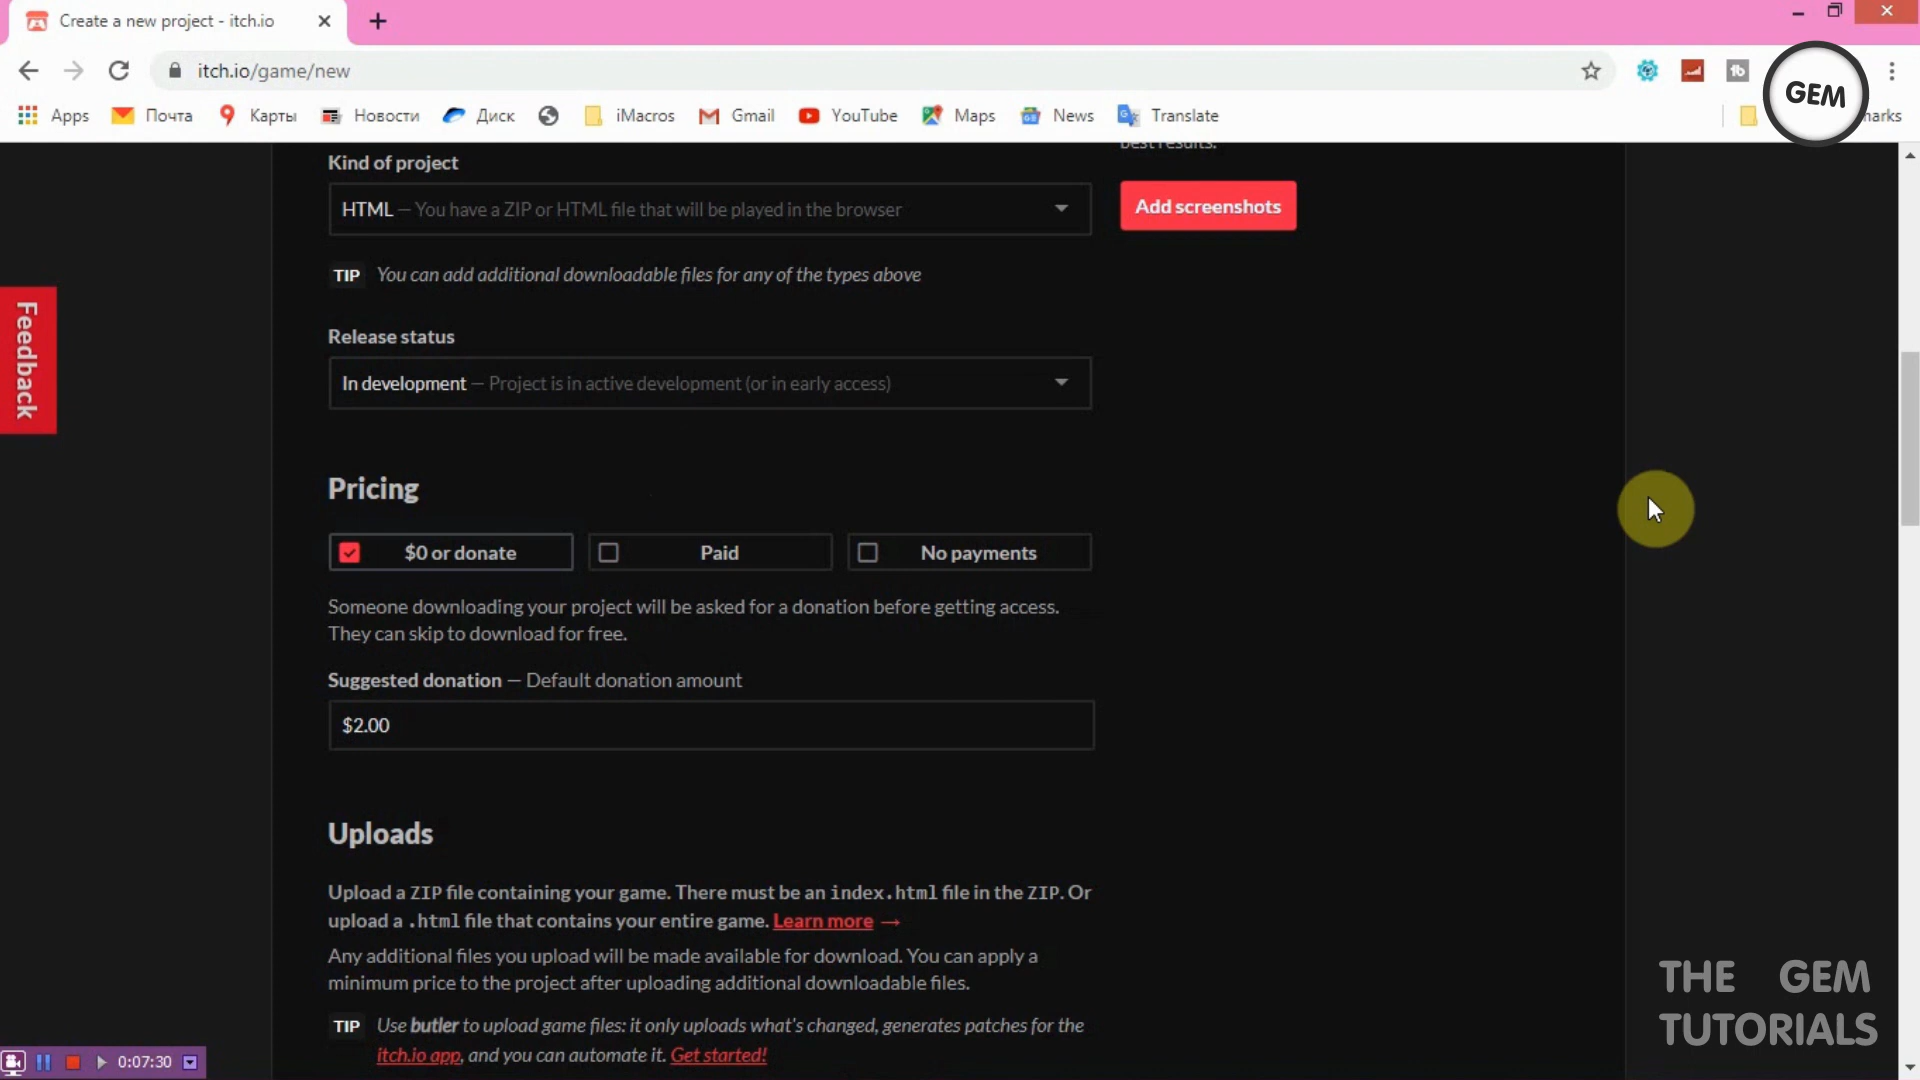 Create a new project - itch.io
itch.io/game/new
GEM
Apps Почта Карты Новости Диск iMacros Gmail YouTube Maps News Translate
Kind of project
HTML — You have a ZIP or HTML file that will be played in the browser
Add screenshots
TIP You can add additional downloadable files for any of the types above
Feedback
Release status
In development — Project is in active development (or in early access)
Pricing
$0 or donate Paid No payments
Someone downloading your project will be asked for a donation before getting access.
They can skip to download for free.
Suggested donation — Default donation amount
$2.00
Uploads
Upload a ZIP file containing your game. There must be an index.html file in the ZIP. Or
upload a .html file that contains your entire game. Learn more →
Any additional files you upload will be made available for download. You can apply a
minimum price to the project after uploading additional downloadable files.
TIP Use butler to upload game files: it only uploads what's changed, generates patches for the
itch.io app, and you can automate it. Get started!
THE GEM
TUTORIALS
0:07:30